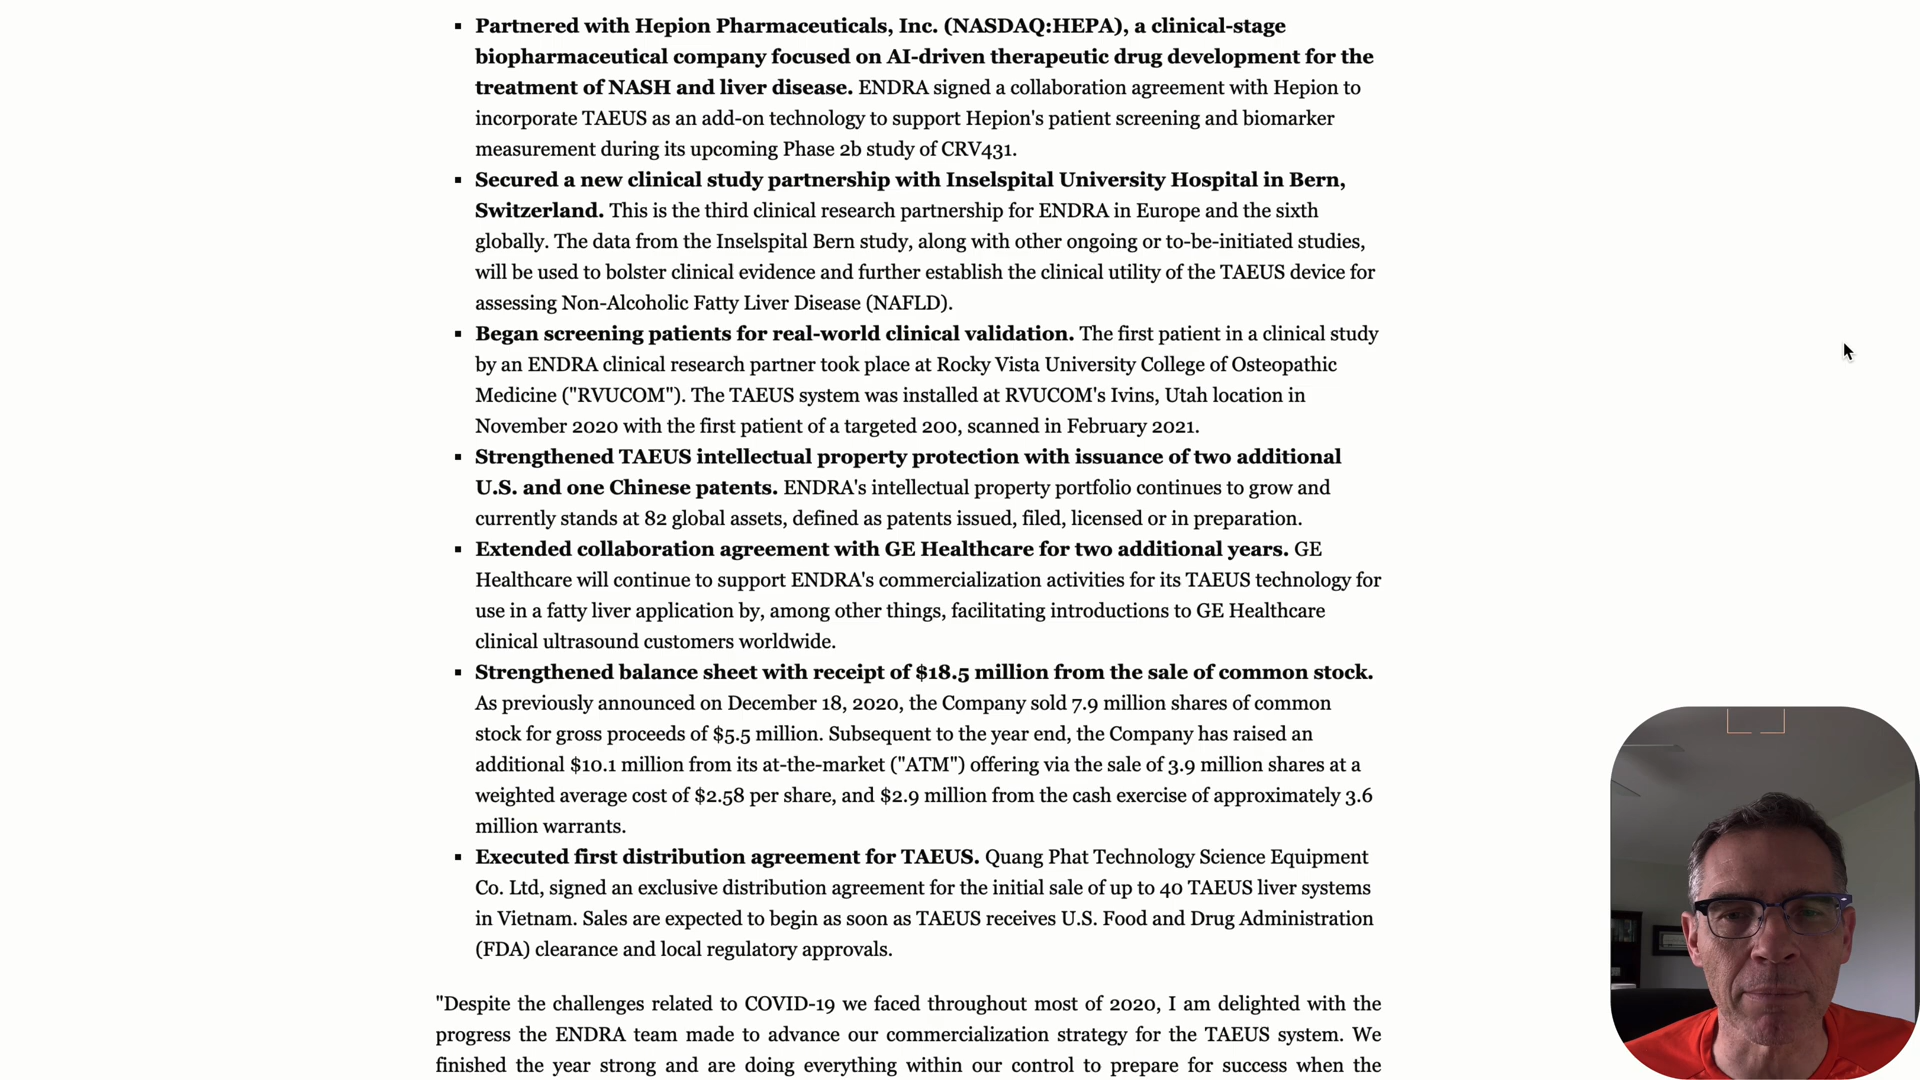 ▪ Partnered with Hepion Pharmaceuticals, Inc. (NASDAQ:HEPA), a clinical-stage
biopharmaceutical company focused on AI-driven therapeutic drug development for the
treatment of NASH and liver disease. ENDRA signed a collaboration agreement with Hepion to
incorporate TAEUS as an add-on technology to support Hepion's patient screening and biomarker
measurement during its upcoming Phase 2b study of CRV431.
▪ Secured a new clinical study partnership with Inselspital University Hospital in Bern,
Switzerland. This is the third clinical research partnership for ENDRA in Europe and the sixth
globally. The data from the Inselspital Bern study, along with other ongoing or to-be-initiated studies,
will be used to bolster clinical evidence and further establish the clinical utility of the TAEUS device for
assessing Non-Alcoholic Fatty Liver Disease (NAFLD).
▪ Began screening patients for real-world clinical validation. The first patient in a clinical study
by an ENDRA clinical research partner took place at Rocky Vista University College of Osteopathic
Medicine ("RVUCOM"). The TAEUS system was installed at RVUCOM's Ivins, Utah location in
November 2020 with the first patient of a targeted 200, scanned in February 2021.
▪ Strengthened TAEUS intellectual property protection with issuance of two additional
U.S. and one Chinese patents. ENDRA's intellectual property portfolio continues to grow and
currently stands at 82 global assets, defined as patents issued, filed, licensed or in preparation.
▪ Extended collaboration agreement with GE Healthcare for two additional years. GE
Healthcare will continue to support ENDRA's commercialization activities for its TAEUS technology for
use in a fatty liver application by, among other things, facilitating introductions to GE Healthcare
clinical ultrasound customers worldwide.
▪ Strengthened balance sheet with receipt of $18.5 million from the sale of common stock.
As previously announced on December 18, 2020, the Company sold 7.9 million shares of common
stock for gross proceeds of $5.5 million. Subsequent to the year end, the Company has raised an
additional $10.1 million from its at-the-market ("ATM") offering via the sale of 3.9 million shares at a
weighted average cost of $2.58 per share, and $2.9 million from the cash exercise of approximately 3.6
million warrants.
▪ Executed first distribution agreement for TAEUS. Quang Phat Technology Science Equipment
Co. Ltd, signed an exclusive distribution agreement for the initial sale of up to 40 TAEUS liver systems
in Vietnam. Sales are expected to begin as soon as TAEUS receives U.S. Food and Drug Administration
(FDA) clearance and local regulatory approvals.
"Despite the challenges related to COVID-19 we faced throughout most of 2020, I am delighted with the
progress the ENDRA team made to advance our commercialization strategy for the TAEUS system. We
finished the year strong and are doing everything within our control to prepare for success when the